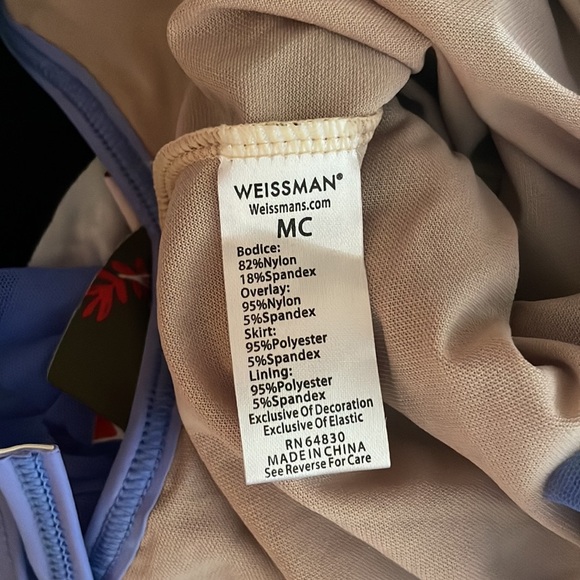 WEISSMAN®
Weissmans.com
MC
Bodice:
82%Nylon
18%Spandex
Overlay:
95%Nylon
5%Spandex
Skirt:
95%Polyester
5%Spandex
Lining:
95%Polyester
5%Spandex
Exclusive Of Decoration
Exclusive Of Elastic
RN 64830
MADE IN CHINA
See Reverse For Care